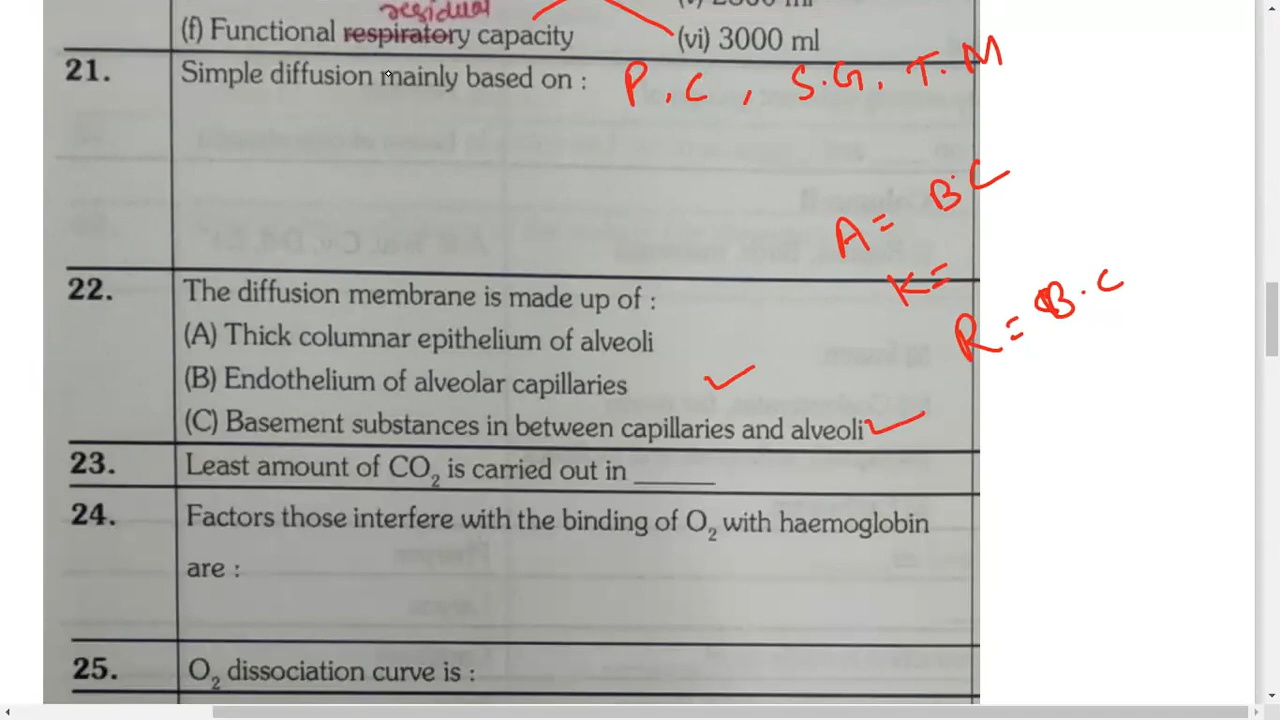 residual
(f) Functional respiratory capacity (vi) 3000 ml
21. Simple diffusion mainly based on : P.C, S.G.T.M
A = B.C
K =
R = B.C
22. The diffusion membrane is made up of :
(A) Thick columnar epithelium of alveoli
(B) Endothelium of alveolar capillaries
(C) Basement substances in between capillaries and alveoli
23. Least amount of CO₂ is carried out in ______
24. Factors those interfere with the binding of O₂ with haemoglobin
are :
25. O₂ dissociation curve is :